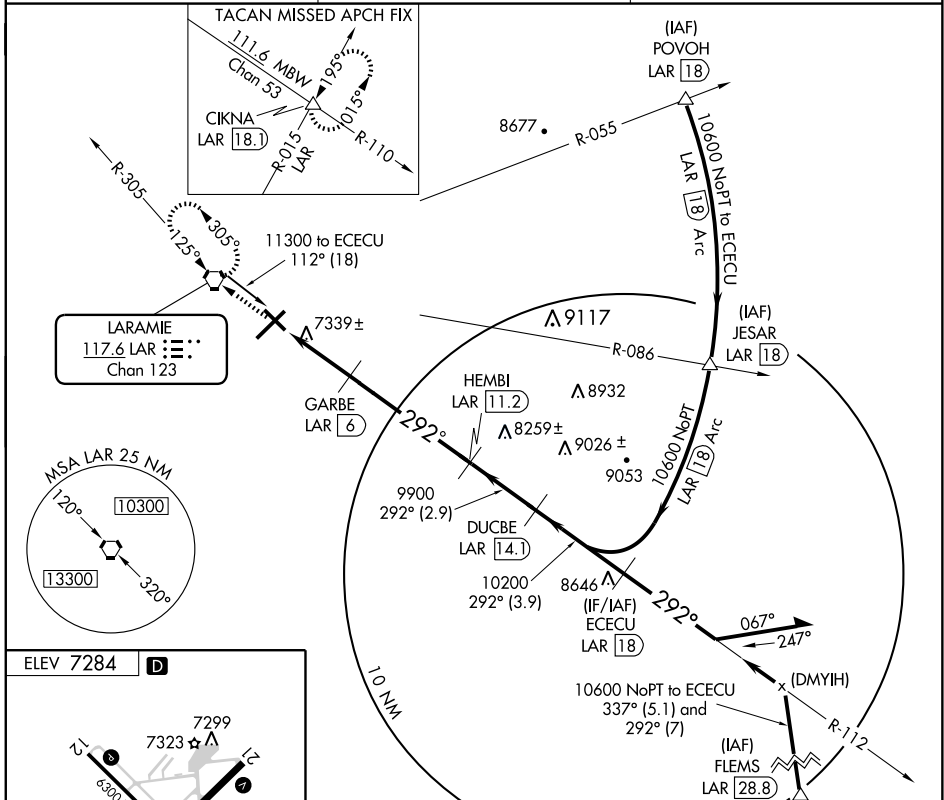 TACAN MISSED APCH FIX
111.6 MBW
Chan 53
195°
015°
CIKNA
LAR 18.1
R-015
LAR
R-110
(IAF)
POVOH
LAR 18
8677
R-055
10600 NoPT to ECECU
LAR 18 Arc
R-305
305°
125°
11300 to ECECU
112° (18)
LARAMIE
117.6 LAR
Chan 123
7339±
9117
(IAF)
JESAR
LAR 18
R-086
GARBE
LAR 6
HEMBI
LAR 11.2
8932
8259±
9026 ±
9053
10600 NoPT
LAR 18 Arc
292°
9900
292° (2.9)
DUCBE
LAR 14.1
MSA LAR 25 NM
120°
10300
13300
320°
10200
292° (3.9)
8646
(IF/IAF)
ECECU
LAR 18
292°
067°
247°
(DMYIH)
10600 NoPT to ECECU
337° (5.1) and
292° (7)
R-112
(IAF)
FLEMS
LAR 28.8
10 NM
ELEV 7284 D
7299
7323
12
P
21
V
6300